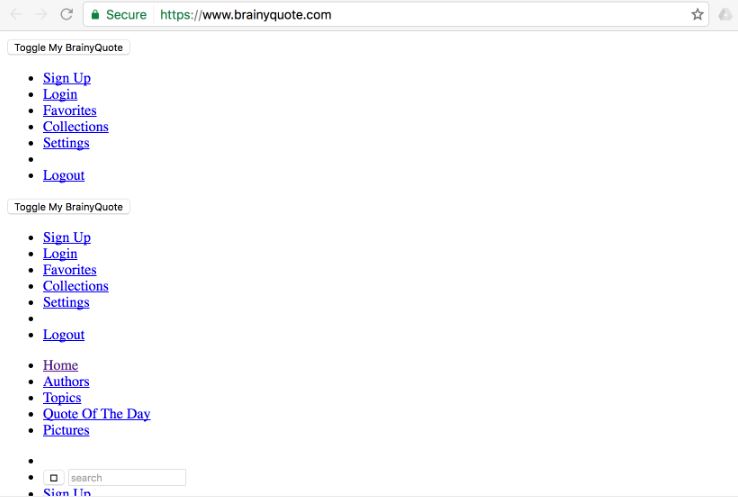 Secure https://www.brainyquote.com
Toggle My BrainyQuote
Sign Up
Login
Favorites
Collections
Settings
Logout
Toggle My BrainyQuote
Sign Up
Login
Favorites
Collections
Settings
Logout
Home
Authors
Topics
Quote Of The Day
Pictures
search
Sign Up